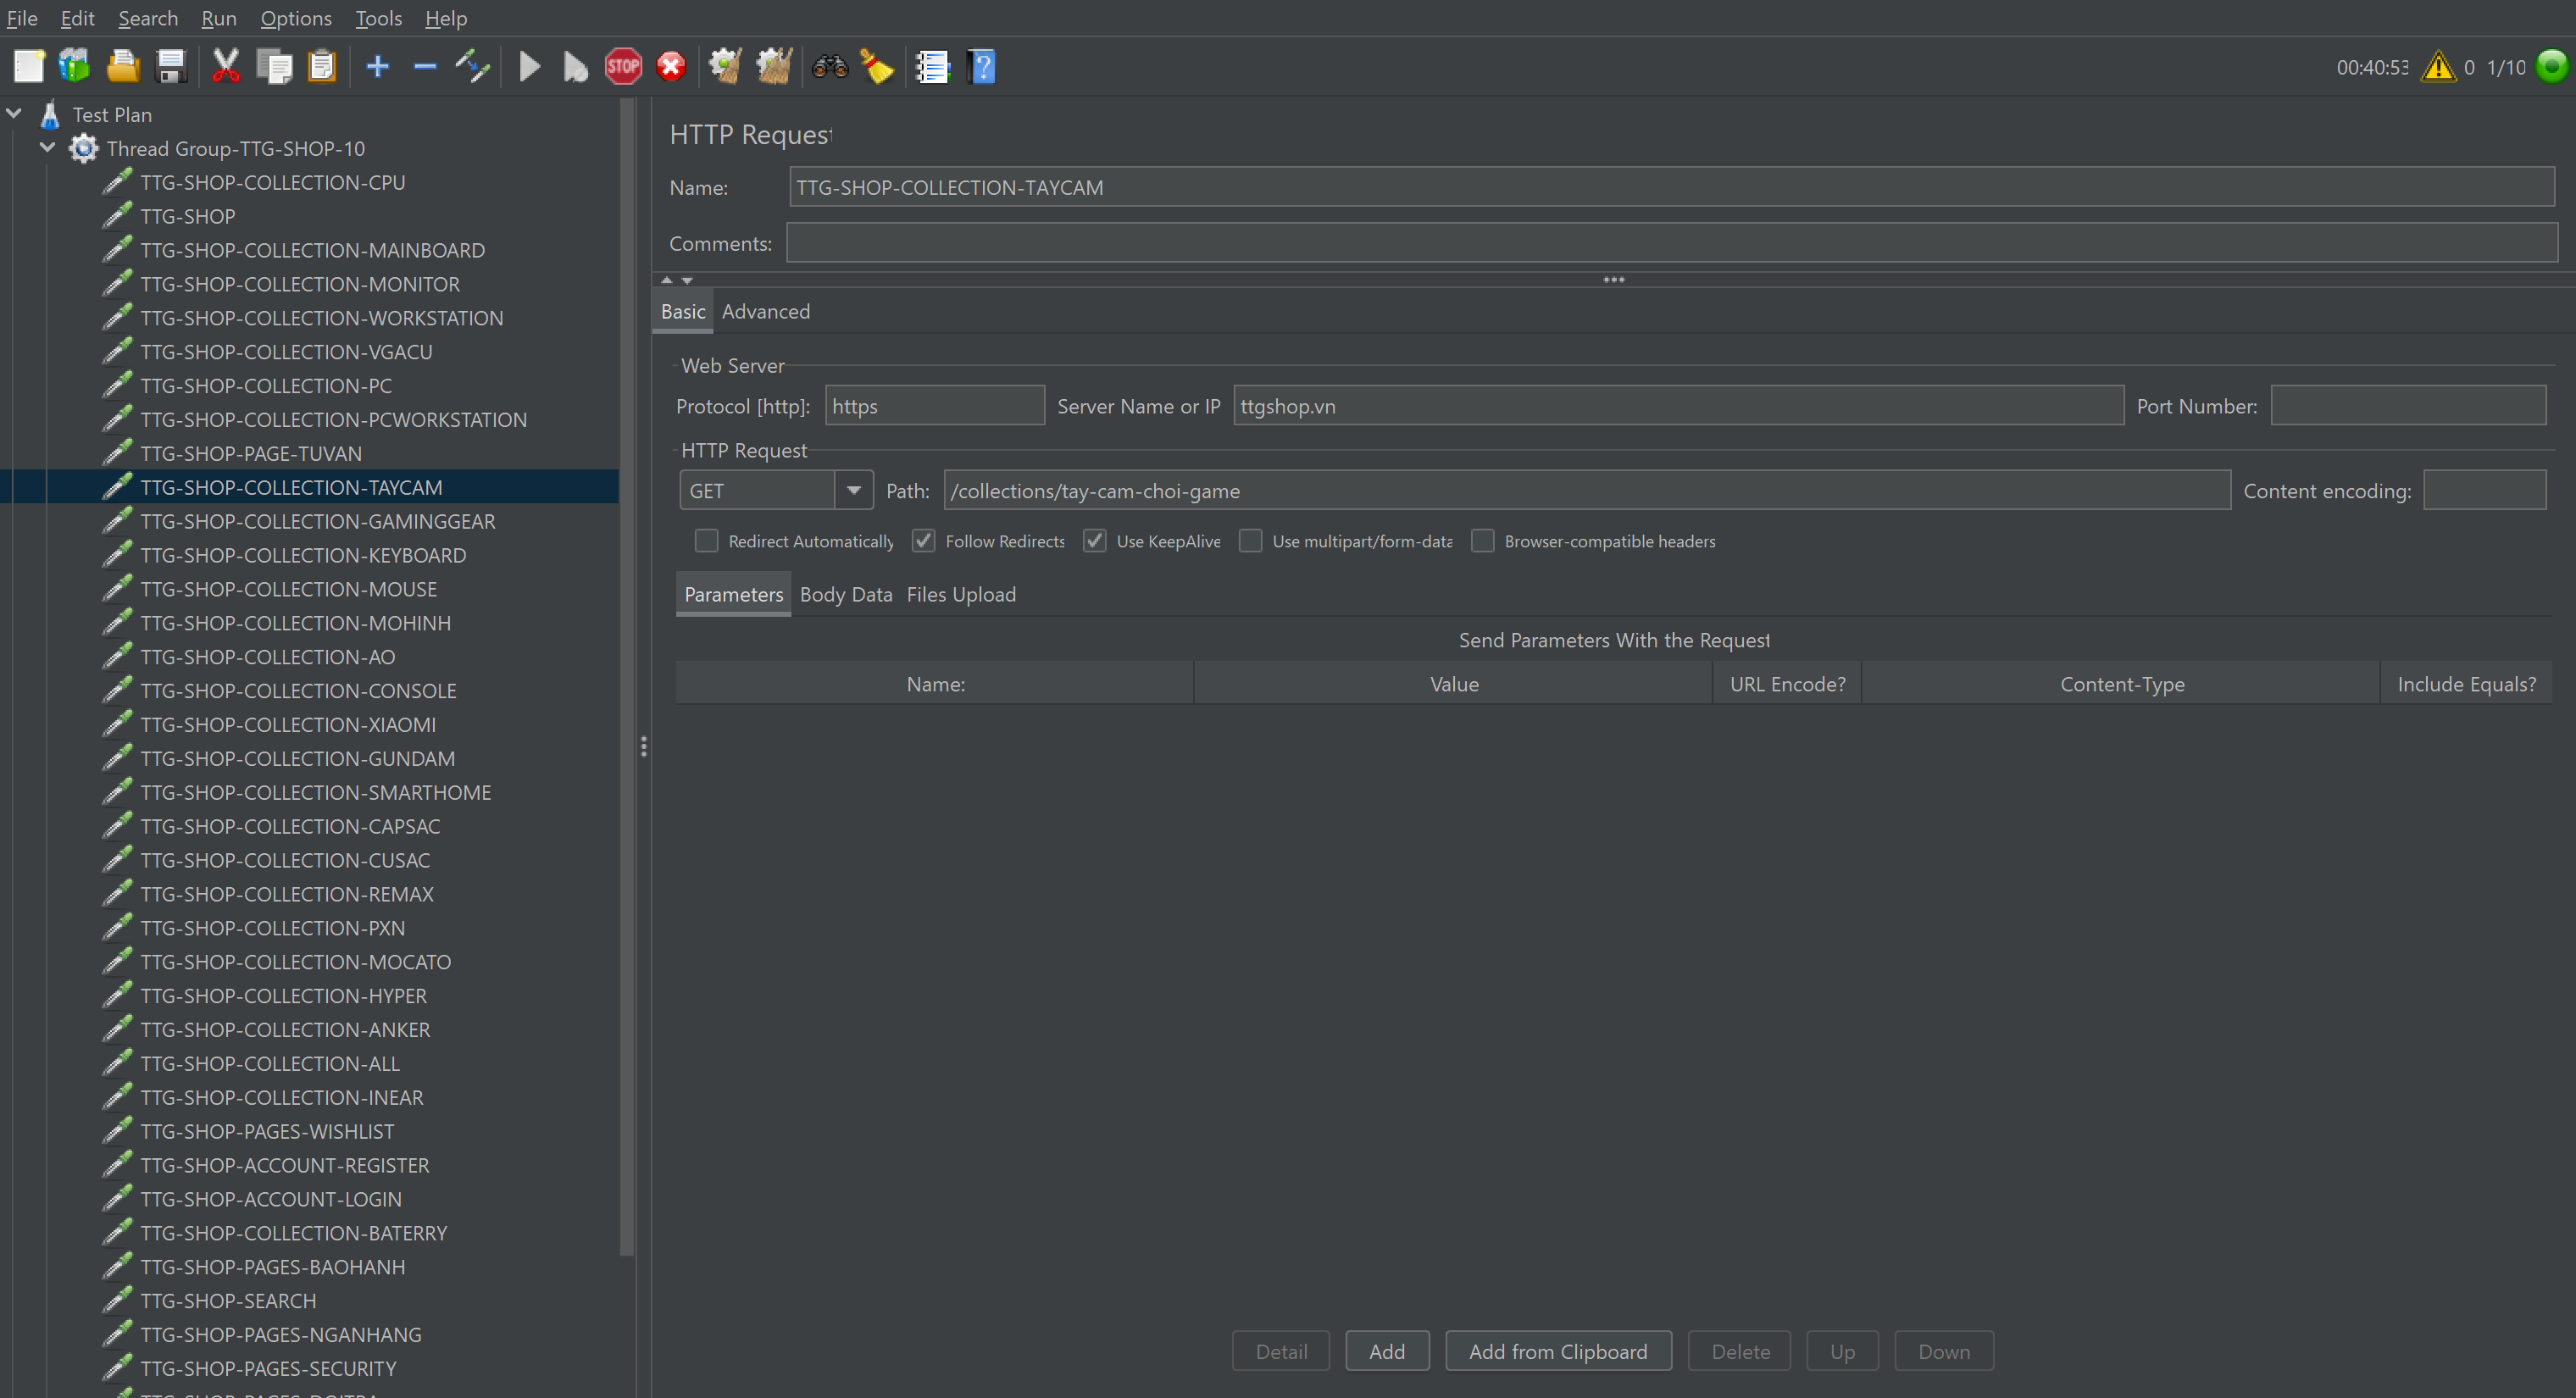 File Edit Search Run Options Tools Help
STOP
00:40:53 0 1/10
Test Plan
Thread Group-TTG-SHOP-10
TTG-SHOP-COLLECTION-CPU
TTG-SHOP
TTG-SHOP-COLLECTION-MAINBOARD
TTG-SHOP-COLLECTION-MONITOR
TTG-SHOP-COLLECTION-WORKSTATION
TTG-SHOP-COLLECTION-VGACU
TTG-SHOP-COLLECTION-PC
TTG-SHOP-COLLECTION-PCWORKSTATION
TTG-SHOP-PAGE-TUVAN
TTG-SHOP-COLLECTION-TAYCAM
TTG-SHOP-COLLECTION-GAMINGGEAR
TTG-SHOP-COLLECTION-KEYBOARD
TTG-SHOP-COLLECTION-MOUSE
TTG-SHOP-COLLECTION-MOHINH
TTG-SHOP-COLLECTION-AO
TTG-SHOP-COLLECTION-CONSOLE
TTG-SHOP-COLLECTION-XIAOMI
TTG-SHOP-COLLECTION-GUNDAM
TTG-SHOP-COLLECTION-SMARTHOME
TTG-SHOP-COLLECTION-CAPSAC
TTG-SHOP-COLLECTION-CUSAC
TTG-SHOP-COLLECTION-REMAX
TTG-SHOP-COLLECTION-PXN
TTG-SHOP-COLLECTION-MOCATO
TTG-SHOP-COLLECTION-HYPER
TTG-SHOP-COLLECTION-ANKER
TTG-SHOP-COLLECTION-ALL
TTG-SHOP-COLLECTION-INEAR
TTG-SHOP-PAGES-WISHLIST
TTG-SHOP-ACCOUNT-REGISTER
TTG-SHOP-ACCOUNT-LOGIN
TTG-SHOP-COLLECTION-BATERRY
TTG-SHOP-PAGES-BAOHANH
TTG-SHOP-SEARCH
TTG-SHOP-PAGES-NGANHANG
TTG-SHOP-PAGES-SECURITY
HTTP Request
Name: TTG-SHOP-COLLECTION-TAYCAM
Comments:
Basic Advanced
Web Server
Protocol [http]: https Server Name or IP ttgshop.vn Port Number:
HTTP Request
GET Path: /collections/tay-cam-choi-game Content encoding:
Redirect Automatically Follow Redirects Use KeepAlive Use multipart/form-data Browser-compatible headers
Parameters Body Data Files Upload
Send Parameters With the Request
Name: Value URL Encode? Content-Type Include Equals?
Detail Add Add from Clipboard Delete Up Down